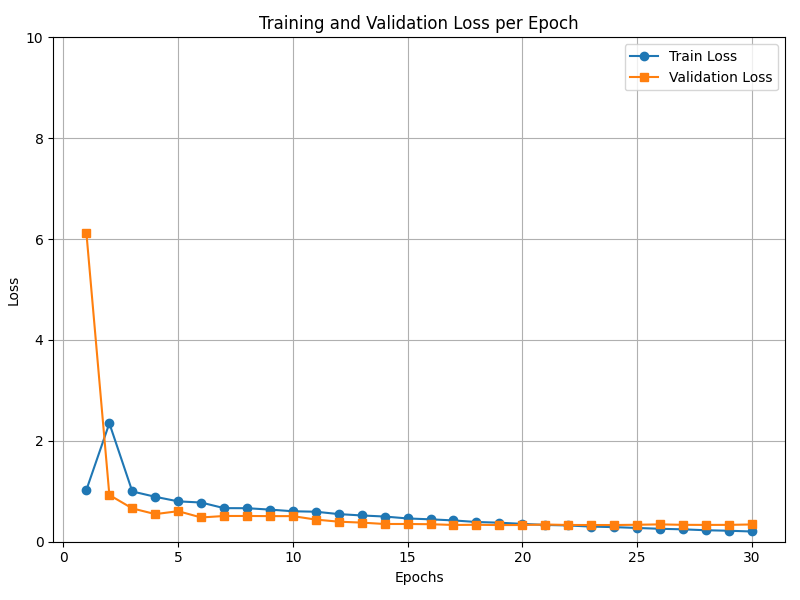 Training and Validation Loss per Epoch
Train Loss
Validation Loss
Loss
10
8
6
4
2
0
0 5 10 15 20 25 30
Epochs